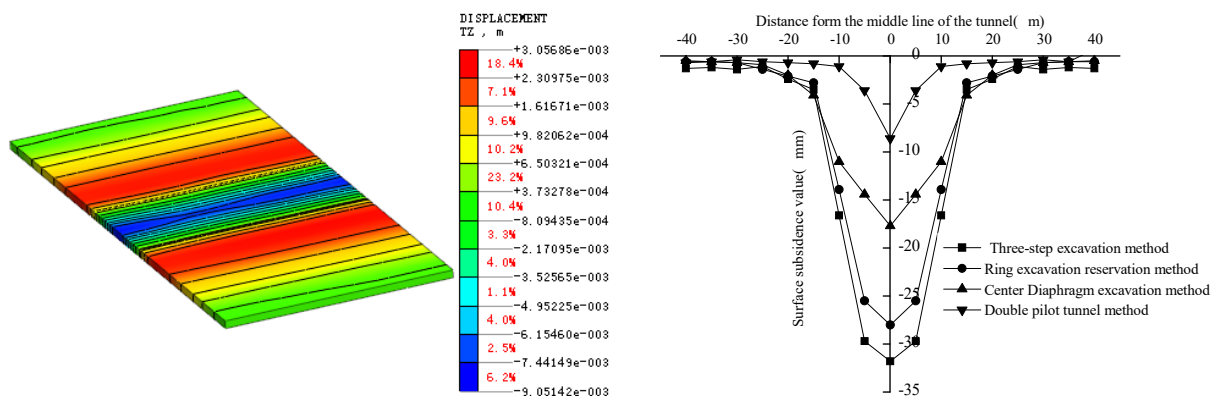 DISPLACEMENT
TZ , m
+3.05686e-003
18.4%
+2.30975e-003
7.1%
+1.61671e-003
9.6%
+9.82062e-004
10.2%
+6.50321e-004
23.2%
+3.73278e-004
10.4%
-8.09435e-004
3.3%
-2.17095e-003
4.0%
-3.52565e-003
1.1%
-4.95225e-003
4.0%
-6.15460e-003
2.5%
-7.44149e-003
6.2%
-9.05142e-003
Distance form the middle line of the tunnel( m)
-40 -30 -20 -10 0 10 20 30 40
0
-5
-10
-15
-20
-25
-30
-35
Surface subsidence value( mm)
Three-step excavation method
Ring excavation reservation method
Center Diaphragm excavation method
Double pilot tunnel method